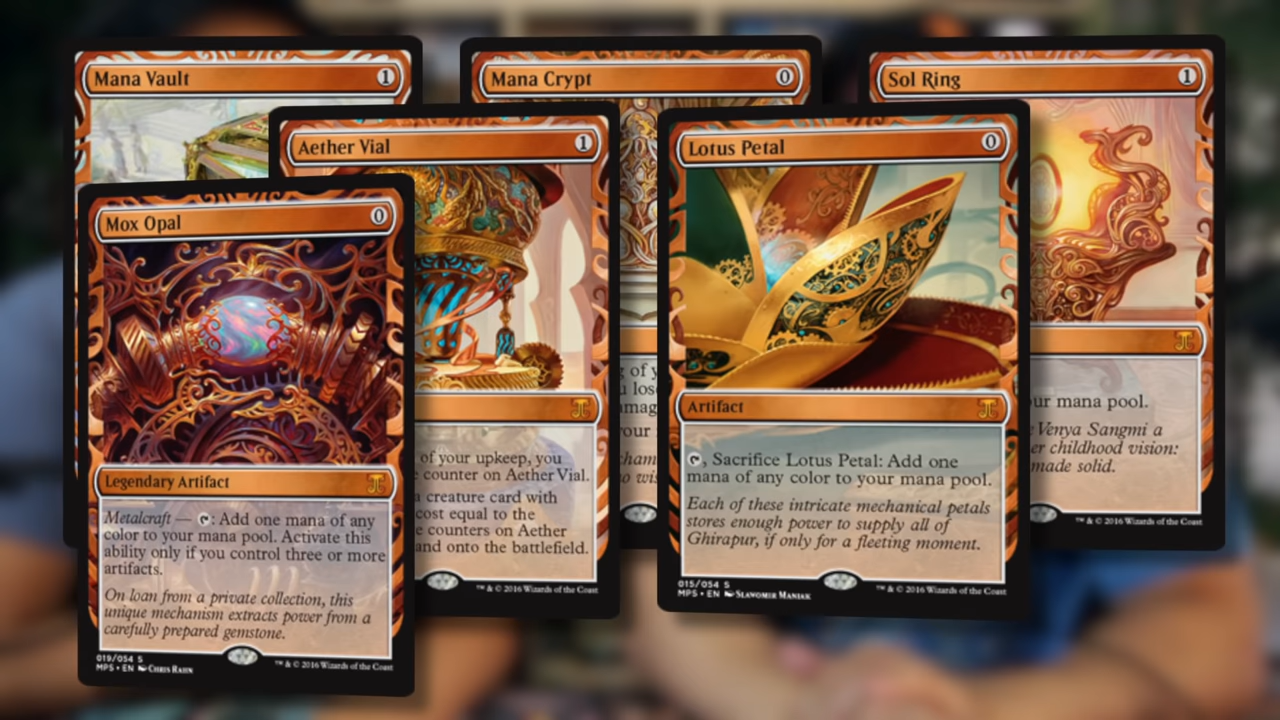 Mana Vault 1
Mana Crypt 0
Sol Ring 1
Aether Vial 1
Lotus Petal 0
Mox Opal 0
Legendary Artifact
Metalcraft — : Add one mana of any
color to your mana pool. Activate this
ability only if you control three or more
artifacts.
On loan from a private collection, this
unique mechanism extracts power from a
carefully prepared gemstone.
019/054 S
MPS • EN Chris Rahn
™ & © 2016 Wizards of the Coast
of your upkeep, you
counter on Aether Vial.
a creature card with
cost equal to the
counters on Aether
and onto the battlefield.
™ & © 2016 Wizards of the Coast
of
your
Artifact
, Sacrifice Lotus Petal: Add one
mana of any color to your mana pool.
Each of these intricate mechanical petals
stores enough power to supply all of
Ghirapur, if only for a fleeting moment.
015/054 S
MPS • EN Slawomir Maniak
™ & © 2016 Wizards of the Coast
mana pool.
Venya Sangmi a
childhood vision:
made solid.
™ & © 2016 Wizards of the Coast